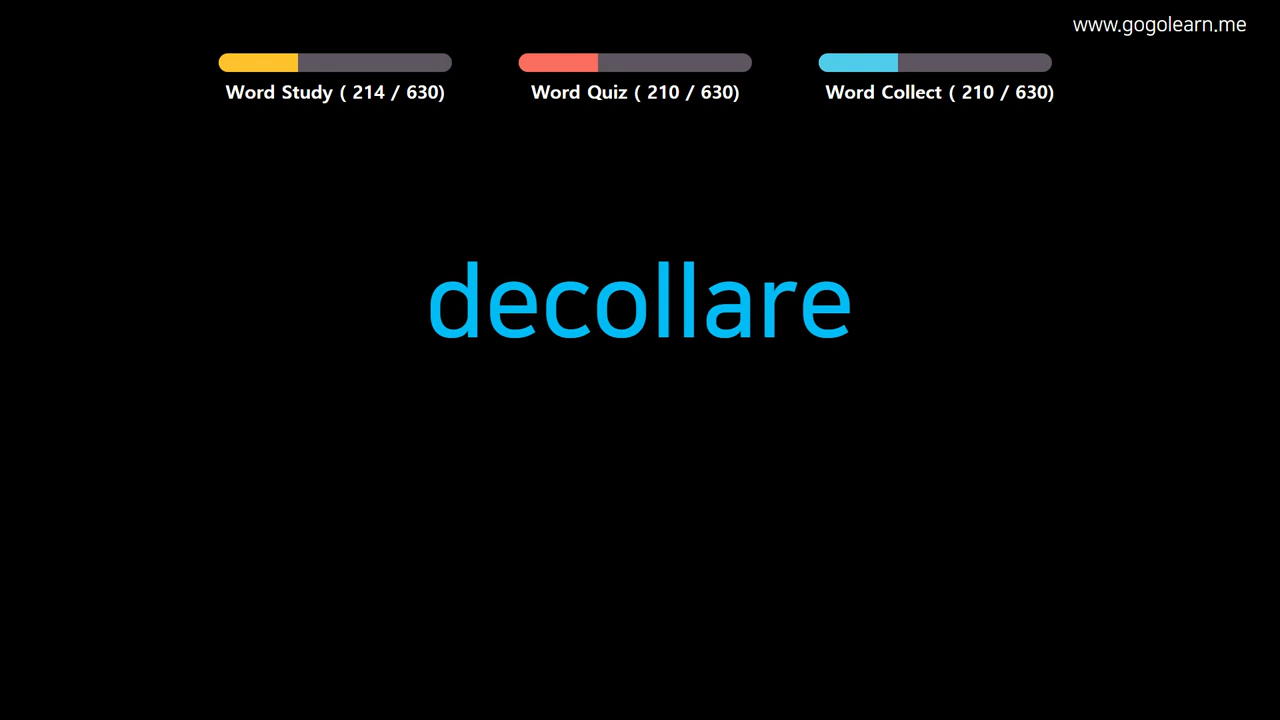 www.gogolearn.me
Word Study ( 214 / 630)
Word Quiz ( 210 / 630)
Word Collect ( 210 / 630)
decollare